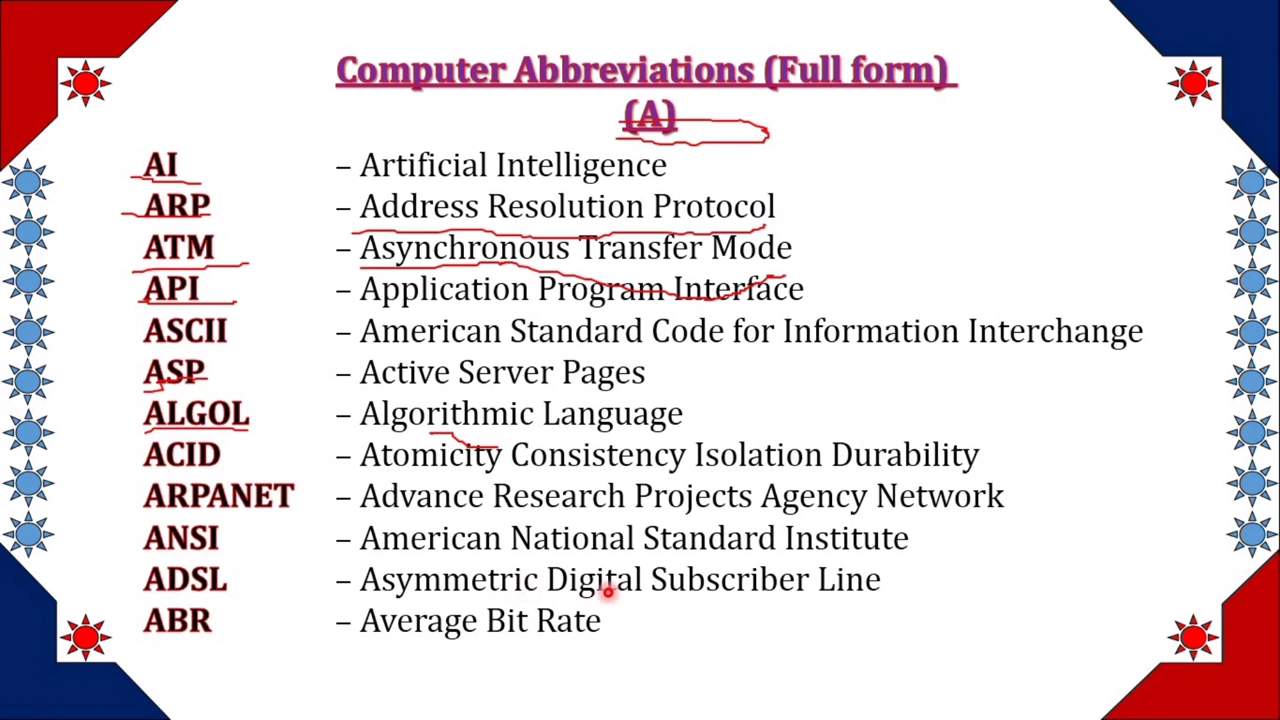 Computer Abbreviations (Full form)
(A)
AI – Artificial Intelligence
ARP – Address Resolution Protocol
ATM – Asynchronous Transfer Mode
API – Application Program Interface
ASCII – American Standard Code for Information Interchange
ASP – Active Server Pages
ALGOL – Algorithmic Language
ACID – Atomicity Consistency Isolation Durability
ARPANET – Advance Research Projects Agency Network
ANSI – American National Standard Institute
ADSL – Asymmetric Digital Subscriber Line
ABR – Average Bit Rate